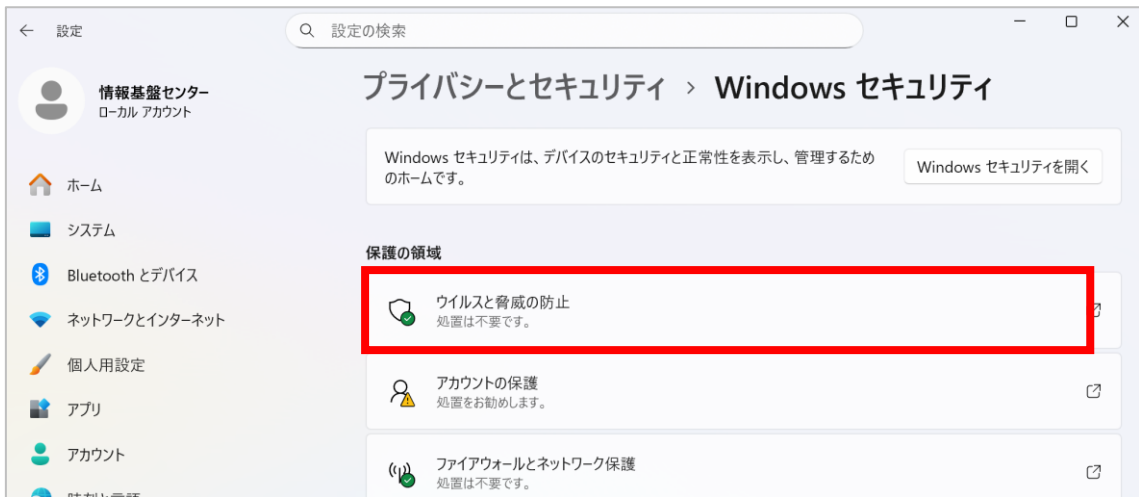 設定
設定の検索
情報基盤センター
ローカル アカウント
ホーム
システム
Bluetooth とデバイス
ネットワークとインターネット
個人用設定
アプリ
アカウント
時刻と言語
プライバシーとセキュリティ › Windows セキュリティ
Windows セキュリティは、デバイスのセキュリティと正常性を表示し、管理するため
のホームです。
Windows セキュリティを開く
保護の領域
ウイルスと脅威の防止
処置は不要です。
アカウントの保護
処置をお勧めします。
ファイアウォールとネットワーク保護
処置は不要です。